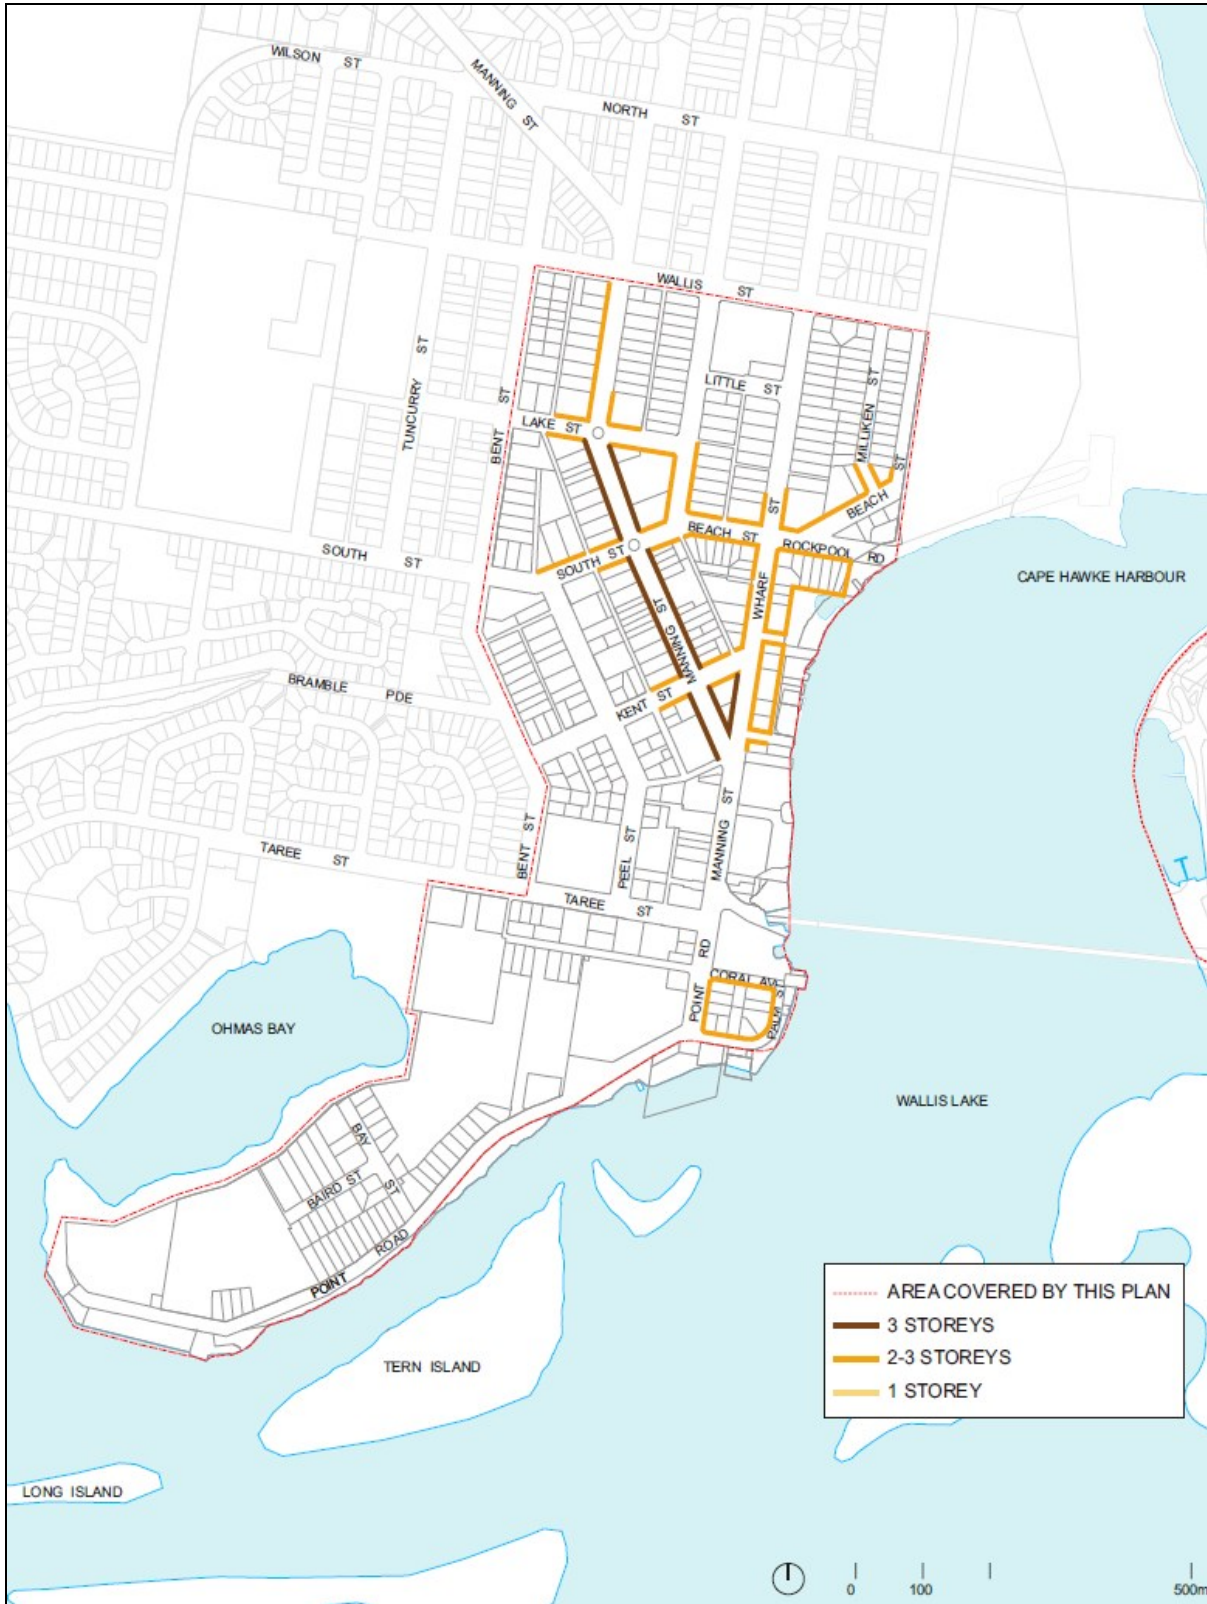 WILSON ST
MANNING ST
NORTH ST
WALLIS ST
TUNCURRY ST
BENT ST
LITTLE ST
MILLIKEN ST
LAKE ST
BEACH ST
BEACH ST
ROCKPOOL RD
SOUTH ST
SOUTH ST
CAPE HAWKE HARBOUR
WHARF ST
MANNING ST
BRAMBLE PDE
KENT ST
MANNING ST
BENT ST
PEEL ST
TAREE ST
TAREE ST
POINT RD
CORAL AV
PALM S
OHMAS BAY
WALLIS LAKE
BAY ST
BAIRD ST
POINT ROAD
TERN ISLAND
LONG ISLAND
AREA COVERED BY THIS PLAN
3 STOREYS
2-3 STOREYS
1 STOREY
0 100 500m